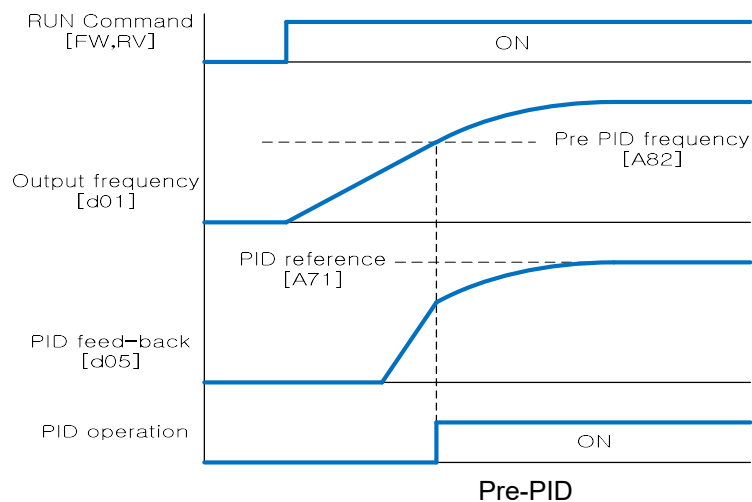 RUN Command
[FW,RV]
ON
Pre PID frequency
[A82]
Output frequency
[d01]
PID reference
[A71]
PID feed-back
[d05]
PID operation
ON
Pre-PID